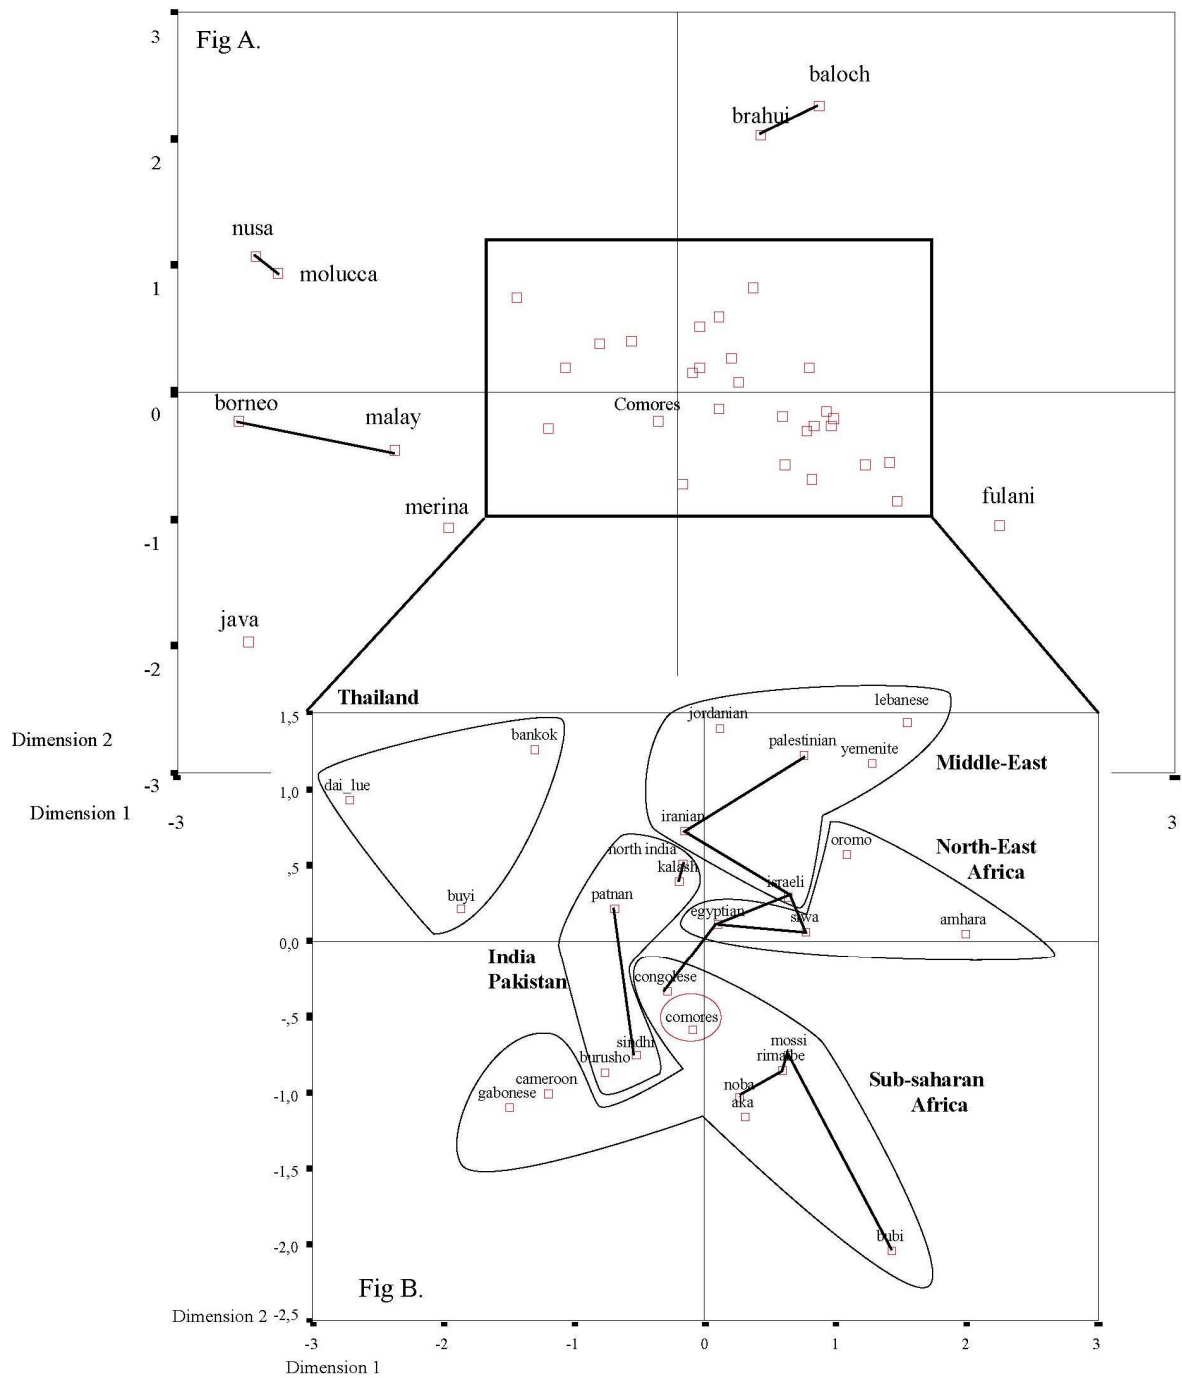 3
Fig A.
baloch
brahui
2
nusa
molucca
1
borneo
Comores
0
malay
merina
fulani
-1
java
-2
Thailand
lebanese
1,5
jordanian
bankok
Dimension 2
palestinian
yemenite
Middle-East
-3
dai_lue
1,0
Dimension 1
-3
3
iranian
oromo
North-East
Africa
north india
,5
kalash
israeli
buyi
patnan
egyptian
siwa
amhara
0,0
India
Pakistan
congolese
-,5
comores
sindhi
mossi
burusho
rimaibe
Sub-saharan
Africa
cameroon
noba
gabonese
-1,0
aka
-1,5
bubi
-2,0
Fig B.
Dimension 2
-2,5
-3
-2
-1
0
1
2
3
Dimension 1